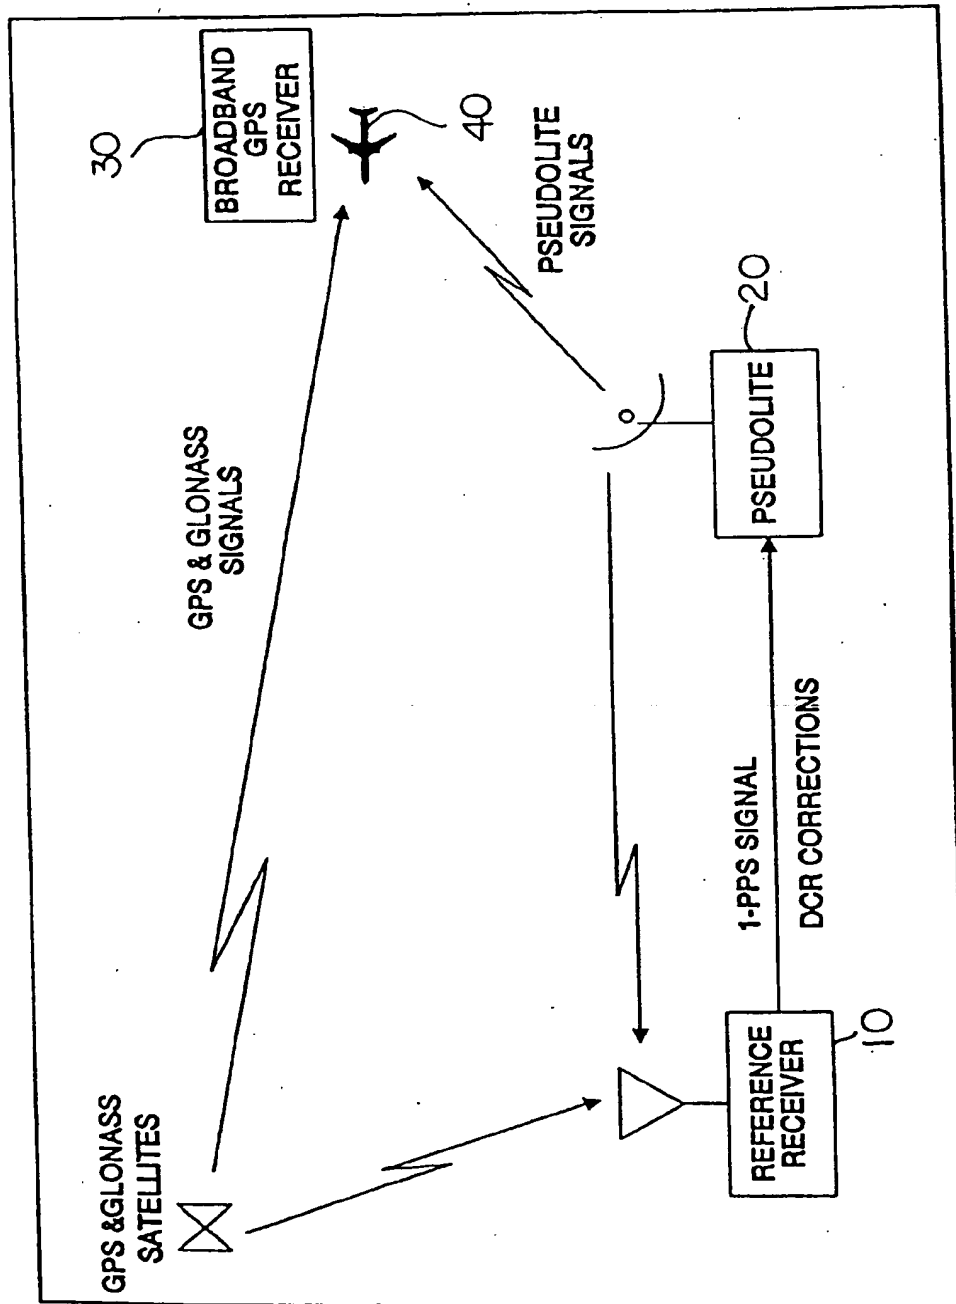 GPS &GLONASS
SATELLITES
GPS & GLONASS
SIGNALS
30
BROADBAND
GPS
RECEIVER
40
PSEUDOLITE
SIGNALS
1-PPS SIGNAL
DCR CORRECTIONS
REFERENCE
RECEIVER
10
PSEUDOLITE
20